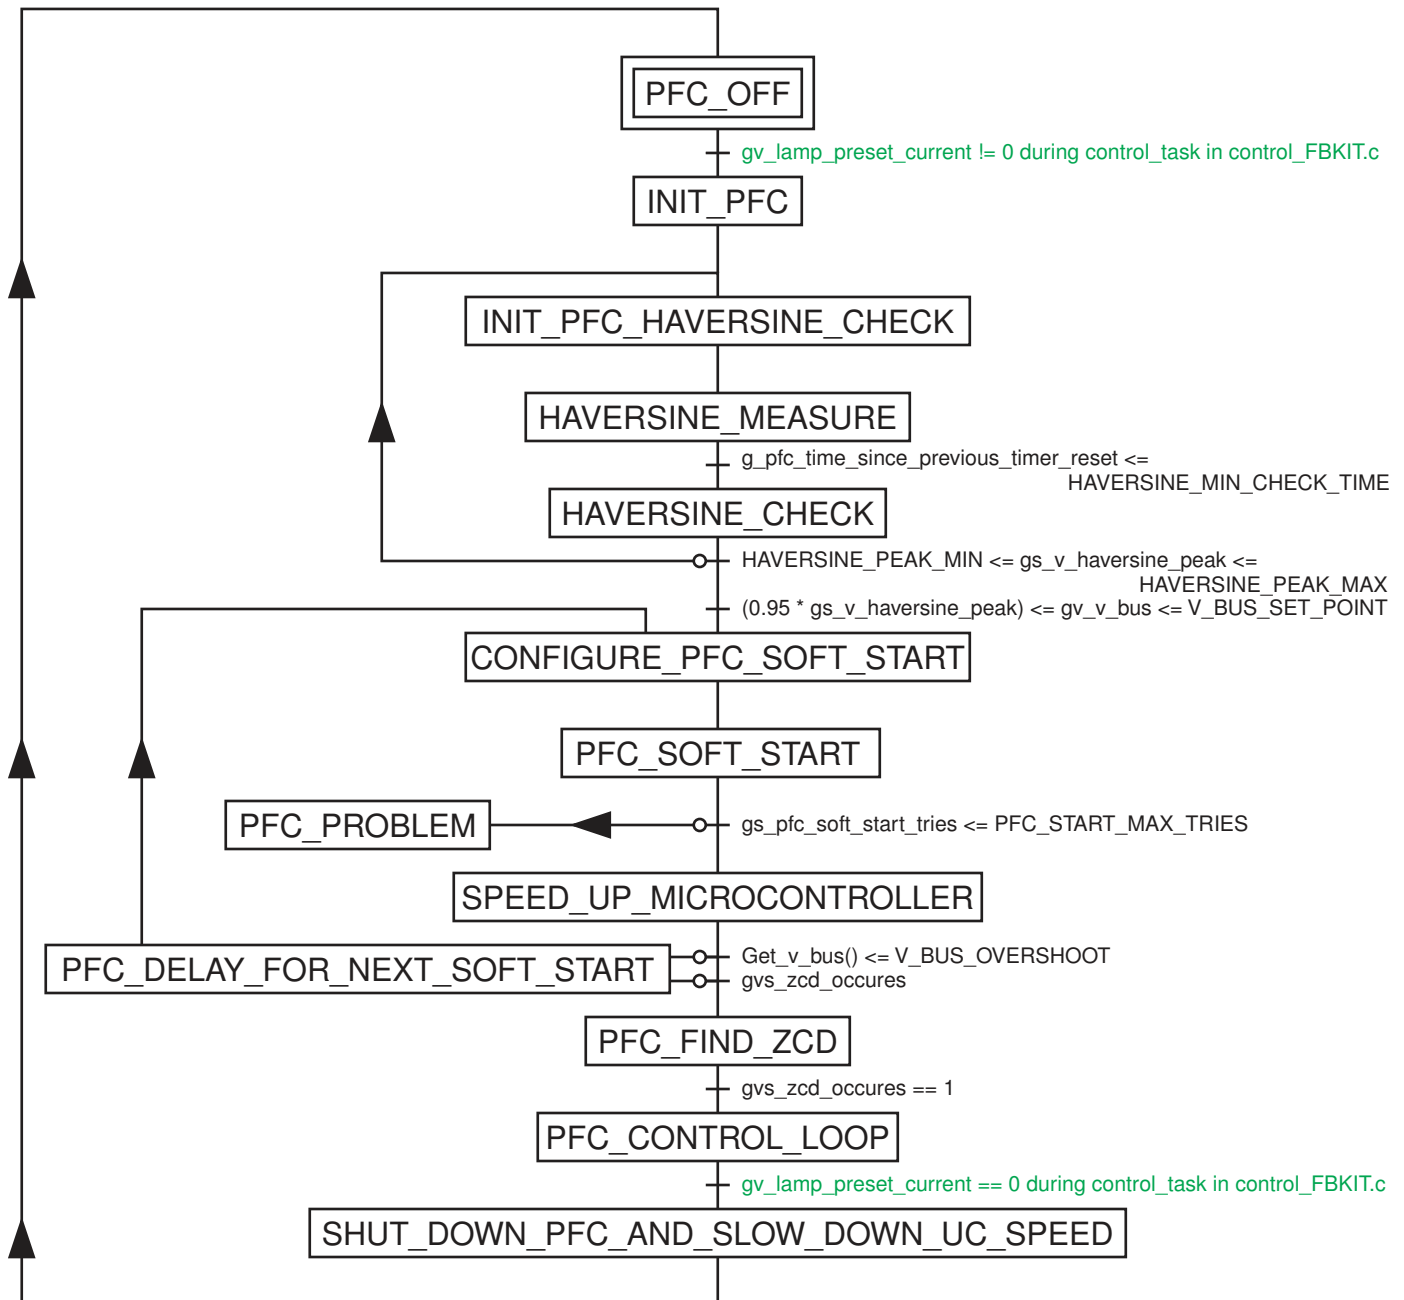 PFC_OFF
gv_lamp_preset_current != 0 during control_task in control_FBKIT.c
INIT_PFC
INIT_PFC_HAVERSINE_CHECK
HAVERSINE_MEASURE
g_pfc_time_since_previous_timer_reset <=
HAVERSINE_MIN_CHECK_TIME
HAVERSINE_CHECK
HAVERSINE_PEAK_MIN <= gs_v_haversine_peak <=
HAVERSINE_PEAK_MAX
(0.95 * gs_v_haversine_peak) <= gv_v_bus <= V_BUS_SET_POINT
CONFIGURE_PFC_SOFT_START
PFC_SOFT_START
PFC_PROBLEM
gs_pfc_soft_start_tries <= PFC_START_MAX_TRIES
SPEED_UP_MICROCONTROLLER
Get_v_bus() <= V_BUS_OVERSHOOT
PFC_DELAY_FOR_NEXT_SOFT_START
gvs_zcd_occures
PFC_FIND_ZCD
gvs_zcd_occures == 1
PFC_CONTROL_LOOP
gv_lamp_preset_current == 0 during control_task in control_FBKIT.c
SHUT_DOWN_PFC_AND_SLOW_DOWN_UC_SPEED